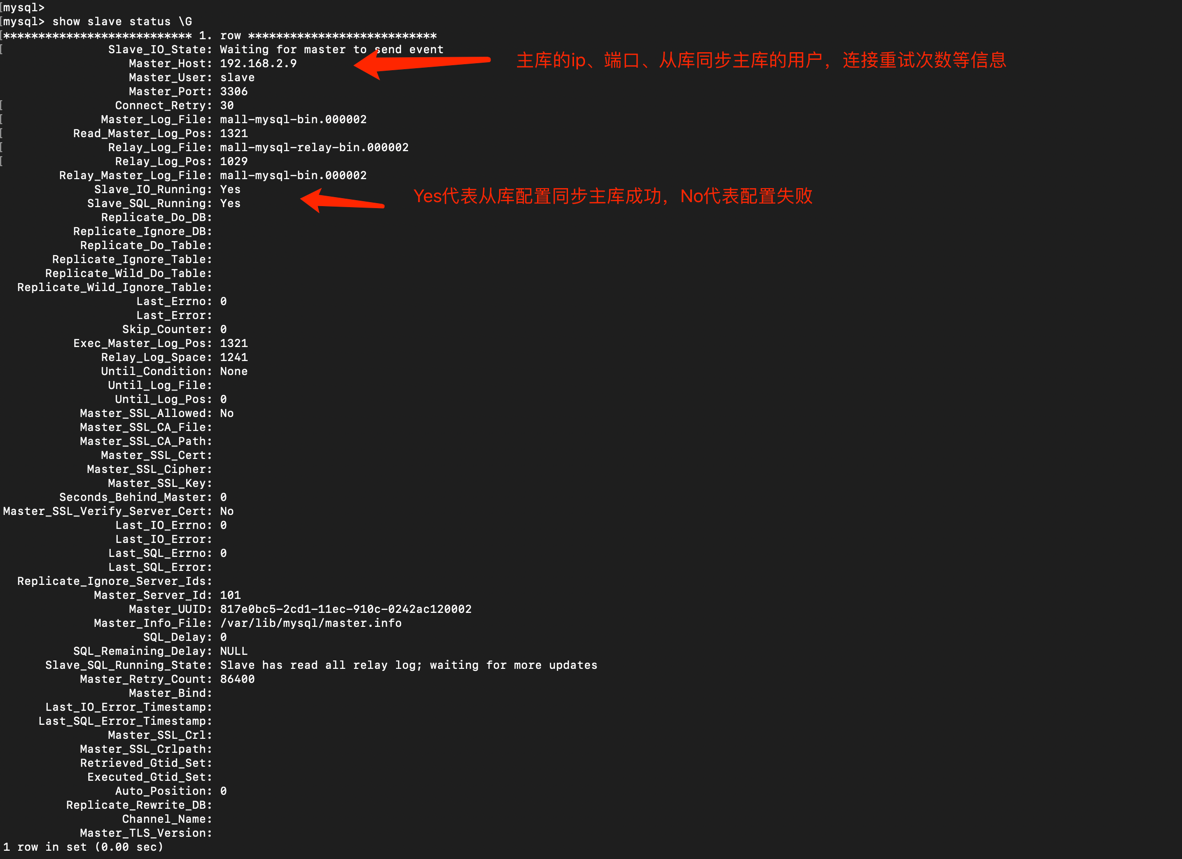 [mysql>
[mysql> show slave status \G
[*************************** 1. row ***************************
[ Slave_IO_State: Waiting for master to send event
Master_Host: 192.168.2.9
主库的ip、端口、从库同步主库的用户，连接重试次数等信息
Master_User: slave
Master_Port: 3306
[ Connect_Retry: 30
[ Master_Log_File: mall-mysql-bin.000002
[ Read_Master_Log_Pos: 1321
[ Relay_Log_File: mall-mysql-relay-bin.000002
[ Relay_Log_Pos: 1029
Relay_Master_Log_File: mall-mysql-bin.000002
Slave_IO_Running: Yes
Yes代表从库配置同步主库成功，No代表配置失败
Slave_SQL_Running: Yes
Replicate_Do_DB:
Replicate_Ignore_DB:
Replicate_Do_Table:
Replicate_Ignore_Table:
Replicate_Wild_Do_Table:
Replicate_Wild_Ignore_Table:
Last_Errno: 0
Last_Error:
Skip_Counter: 0
Exec_Master_Log_Pos: 1321
Relay_Log_Space: 1241
Until_Condition: None
Until_Log_File:
Until_Log_Pos: 0
Master_SSL_Allowed: No
Master_SSL_CA_File:
Master_SSL_CA_Path:
Master_SSL_Cert:
Master_SSL_Cipher:
Master_SSL_Key:
Seconds_Behind_Master: 0
Master_SSL_Verify_Server_Cert: No
Last_IO_Errno: 0
Last_IO_Error:
Last_SQL_Errno: 0
Last_SQL_Error:
Replicate_Ignore_Server_Ids:
Master_Server_Id: 101
Master_UUID: 817e0bc5-2cd1-11ec-910c-0242ac120002
Master_Info_File: /var/lib/mysql/master.info
SQL_Delay: 0
SQL_Remaining_Delay: NULL
Slave_SQL_Running_State: Slave has read all relay log; waiting for more updates
Master_Retry_Count: 86400
Master_Bind:
Last_IO_Error_Timestamp:
Last_SQL_Error_Timestamp:
Master_SSL_Crl:
Master_SSL_Crlpath:
Retrieved_Gtid_Set:
Executed_Gtid_Set:
Auto_Position: 0
Replicate_Rewrite_DB:
Channel_Name:
Master_TLS_Version:
1 row in set (0.00 sec)